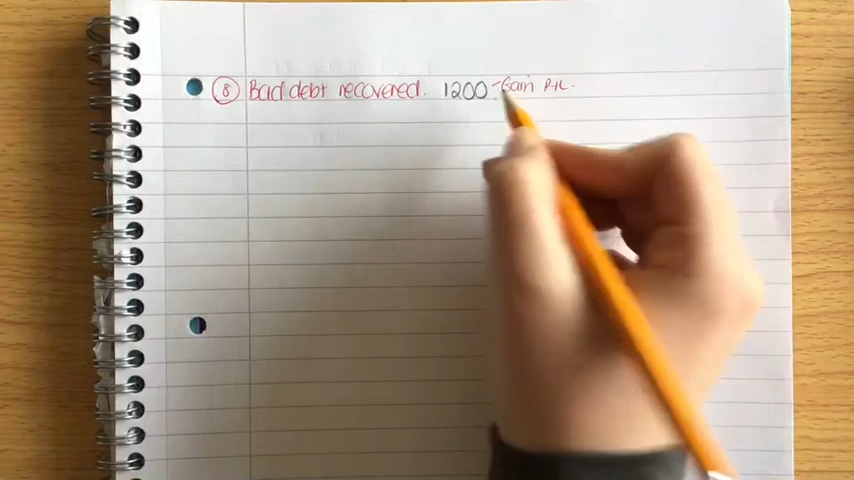 ⑧ Bad debt recovered. 1200 - Gain P+L.